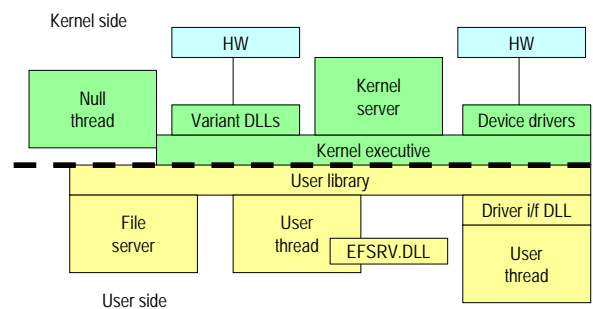 Kernel side
HW
HW
Null
thread
Kernel
server
Variant DLLs
Device drivers
Kernel executive
User library
File
server
User
thread
EFSRV.DLL
Driver i/f DLL
User
thread
User side